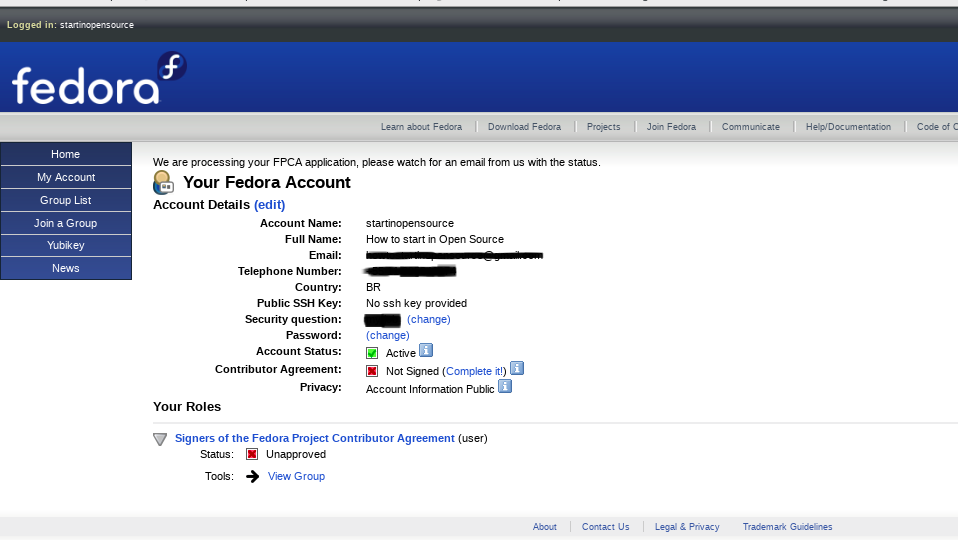 Logged in: startinopensource
fedora
Learn about Fedora Download Fedora Projects Join Fedora Communicate Help/Documentation Code of
Home
My Account
Group List
Join a Group
Yubikey
News
We are processing your FPCA application, please watch for an email from us with the status.
Your Fedora Account
Account Details (edit)
Account Name: startinopensource
Full Name: How to start in Open Source
Email:
Telephone Number:
Country: BR
Public SSH Key: No ssh key provided
Security question: (change)
Password: (change)
Account Status: Active
Contributor Agreement: Not Signed (Complete it!)
Privacy: Account Information Public
Your Roles
Signers of the Fedora Project Contributor Agreement (user)
Status: Unapproved
Tools: View Group
About Contact Us Legal & Privacy Trademark Guidelines